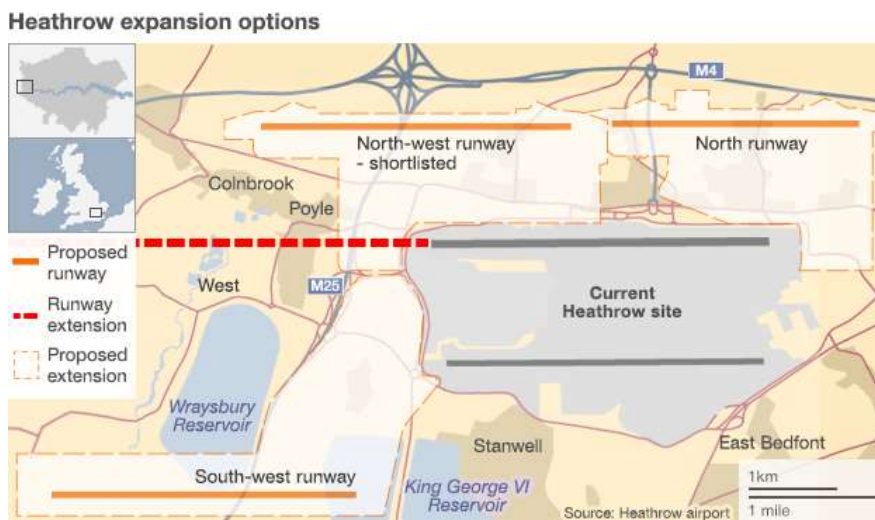 Heathrow expansion options
M4
North-west runway
- shortlisted
North runway
Colnbrook
Poyle
Proposed
runway
West
M25
Runway
extension
Current
Heathrow site
Proposed
extension
Wraysbury
Reservoir
Stanwell
East Bedfont
South-west runway
King George VI
Reservoir
1km
1 mile
Source: Heathrow airport